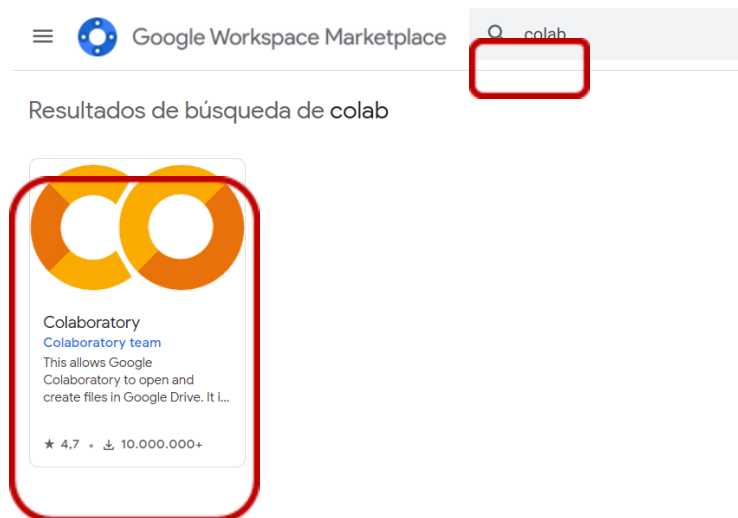 Google Workspace Marketplace
colab
Resultados de búsqueda de colab
Colaboratory
Colaboratory team
This allows Google
Colaboratory to open and
create files in Google Drive. It i...
4,7 • 10.000.000+